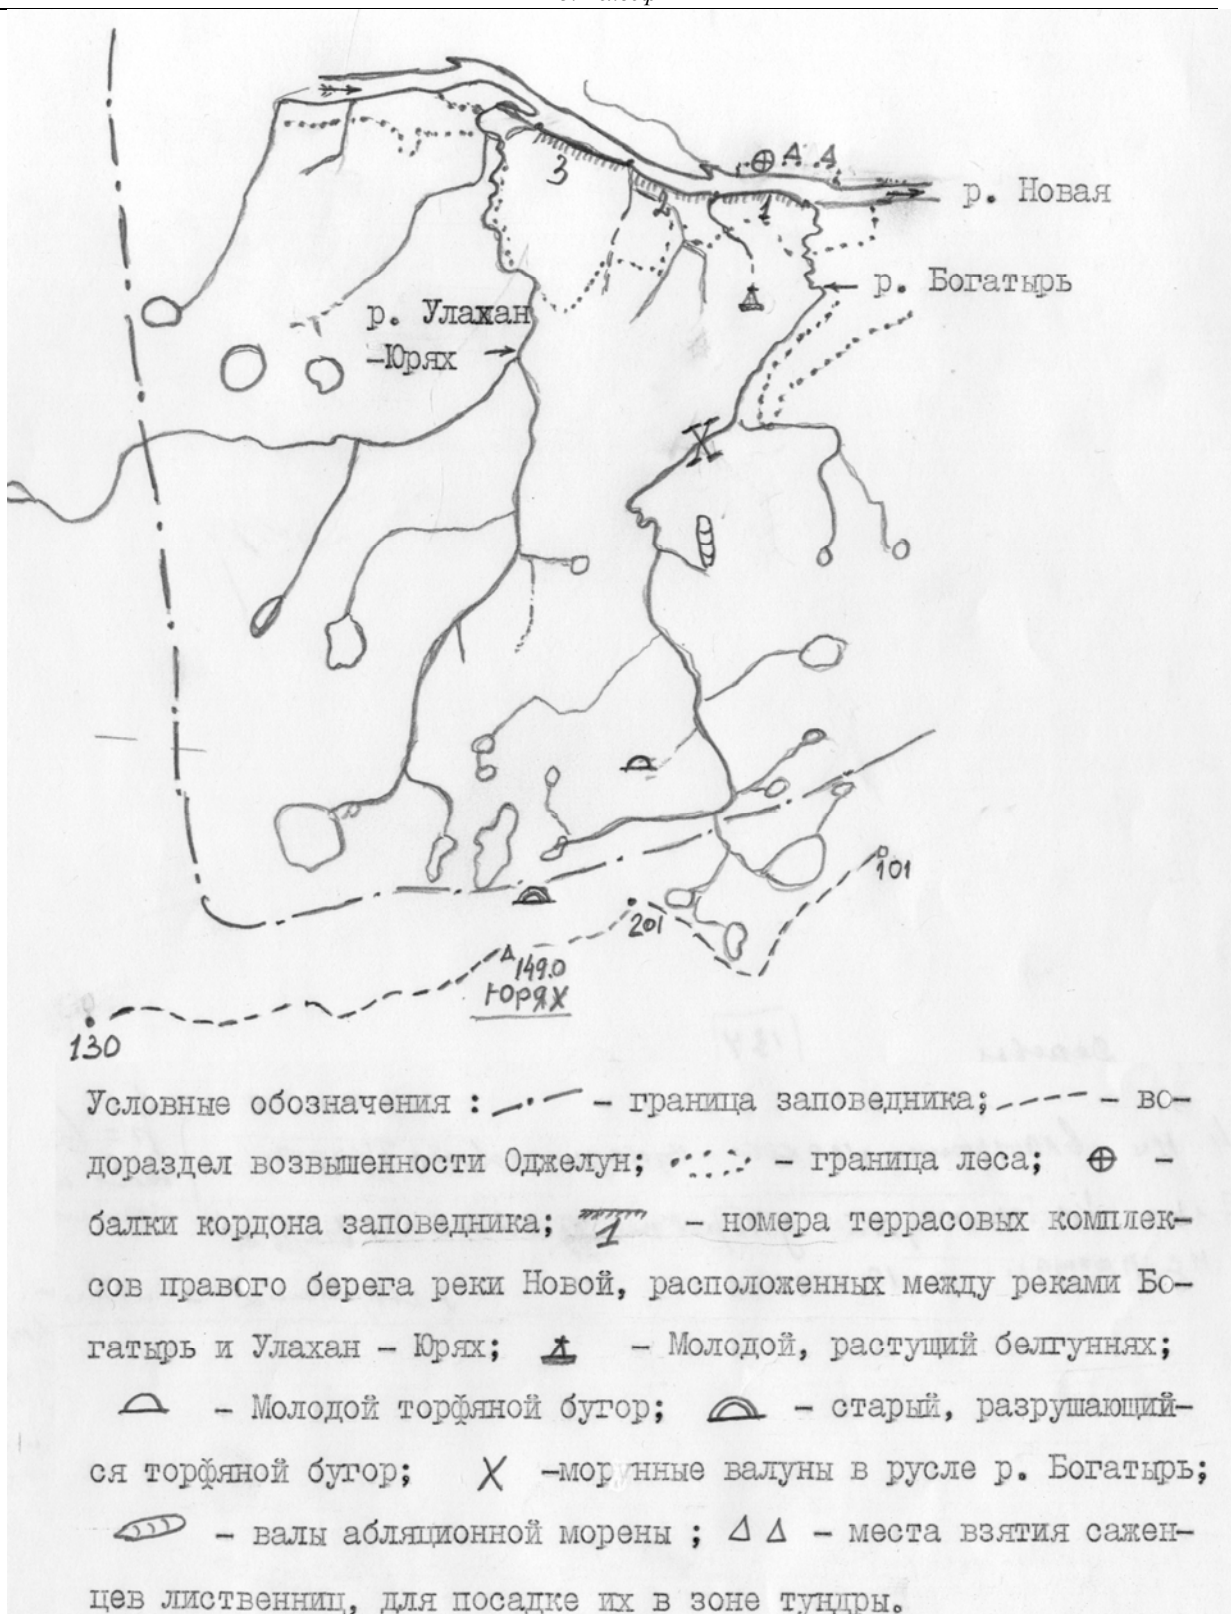 3
2
1
р. Новая
р. Богатырь
р. Улахан
-Юрях
101
201
149.0
ЮРЯХ
130
Условные обозначения : – граница заповедника; – во-
дораздел возвышенности Оджелун; – граница леса; –
балки кордона заповедника; 1 – номера террасовых комплек-
сов правого берега реки Новой, расположенных между реками Бо-
гатырь и Улахан – Юрях; – Молодой, растущий белгуннях;
– Молодой торфяной бугор; – старый, разрушающий-
ся торфяной бугор; X –морунные валуны в русле р. Богатырь;
– валы абляционной морены ; – места взятия сажен-
цев лиственниц, для посадке их в зоне тундры.